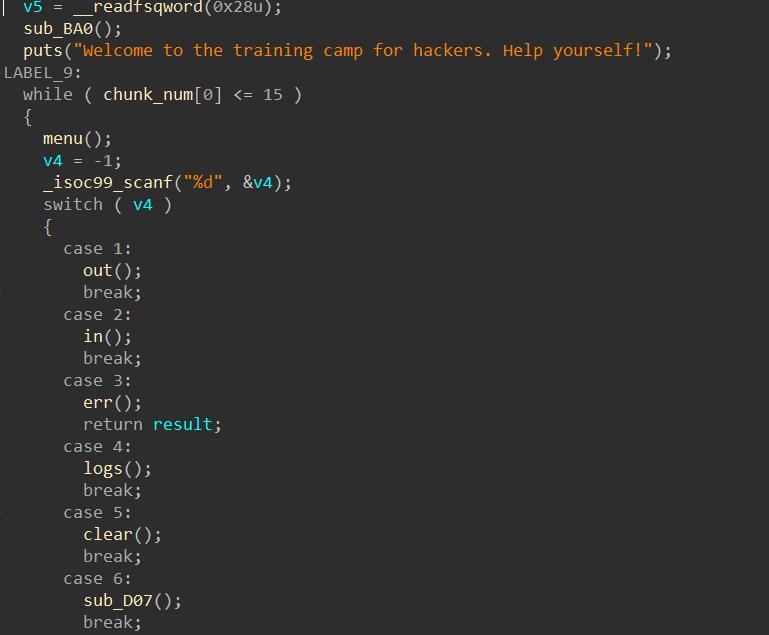 v5 = __readfsqword(0x28u);
sub_BA0();
puts("Welcome to the training camp for hackers. Help yourself!");
LABEL_9:
while ( chunk_num[0] <= 15 )
{
menu();
v4 = -1;
_isoc99_scanf("%d", &v4);
switch ( v4 )
{
case 1:
out();
break;
case 2:
in();
break;
case 3:
err();
return result;
case 4:
logs();
break;
case 5:
clear();
break;
case 6:
sub_D07();
break;